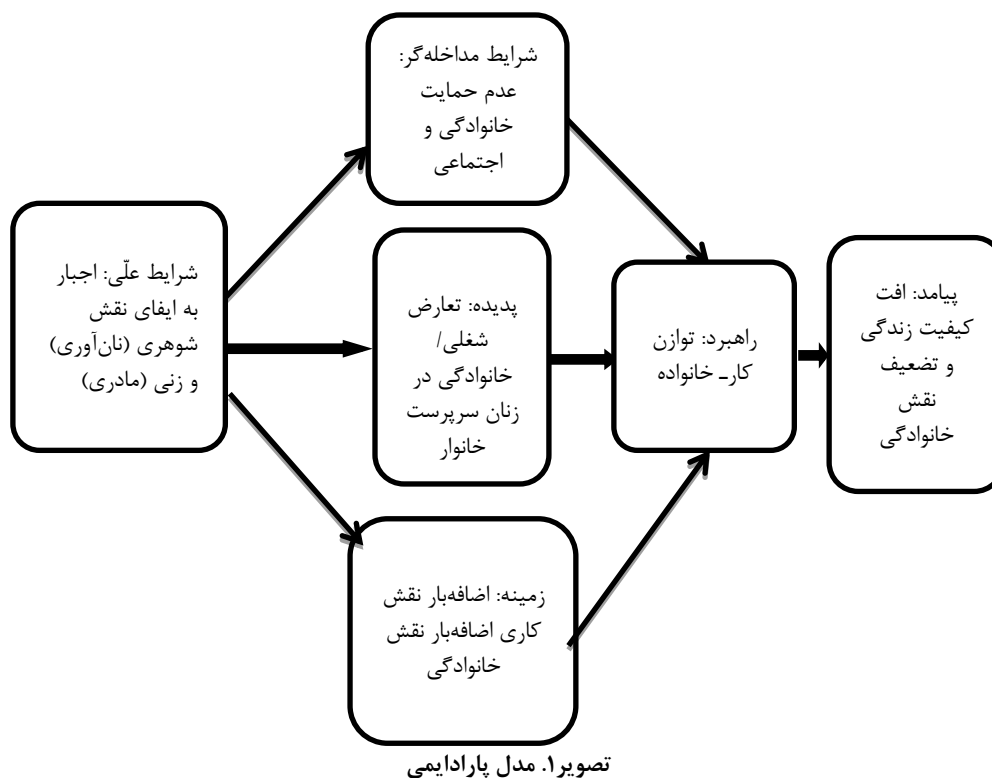 شرایط مداخله‌گر:
عدم حمایت
خانوادگی و
اجتماعی
شرایط علّی: اجبار
به ایفای نقش
شوهری (نان‌آوری)
و زنی (مادری)
پدیده: تعارض
شغلی/
خانوادگی در
زنان سرپرست
خانوار
راهبرد: توازن
کار- خانواده
پیامد: افت
کیفیت زندگی
و تضعیف
نقش
خانوادگی
زمینه: اضافه‌بار نقش
کاری اضافه‌بار نقش
خانوادگی
تصویر۱. مدل پارادایمی